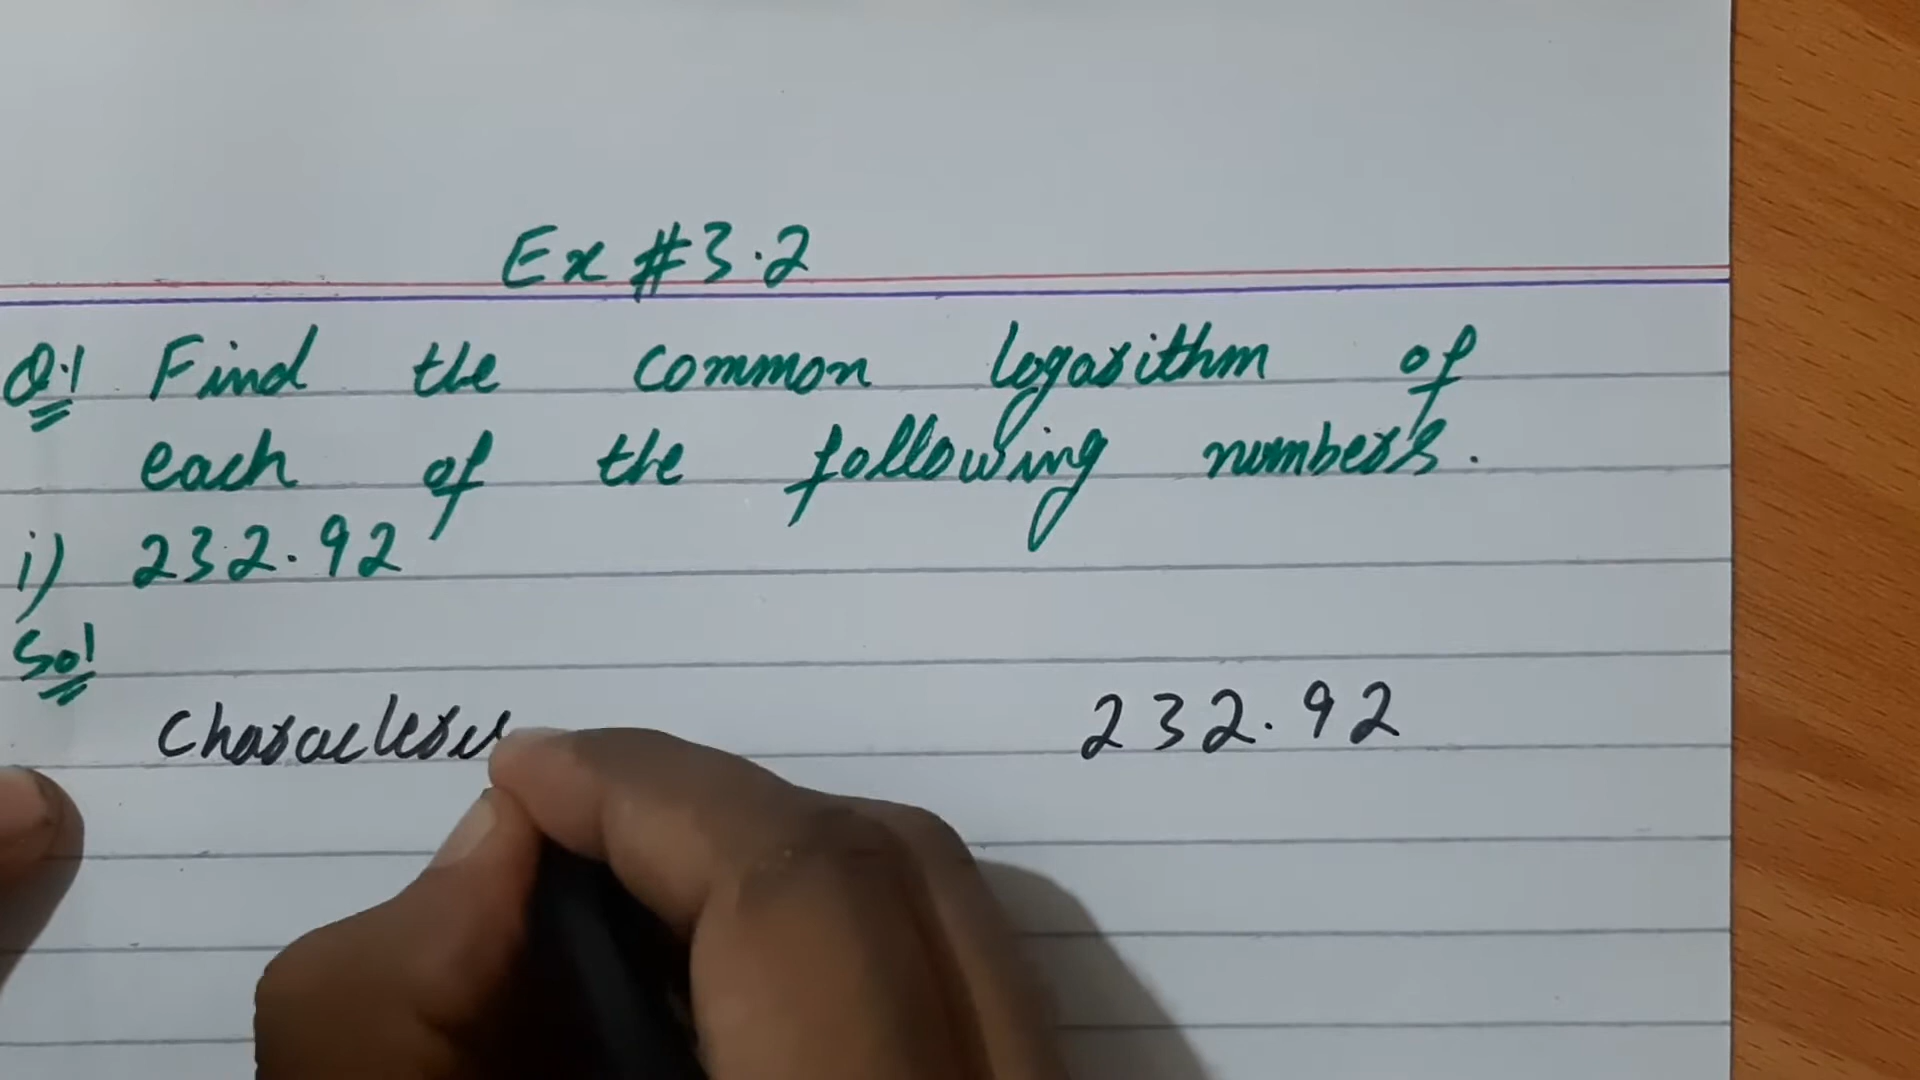 Ex #3.2
Q.1 Find the common logarithm of
each of the following numbers.
i) 232.92
Sol
Characteris 232.92